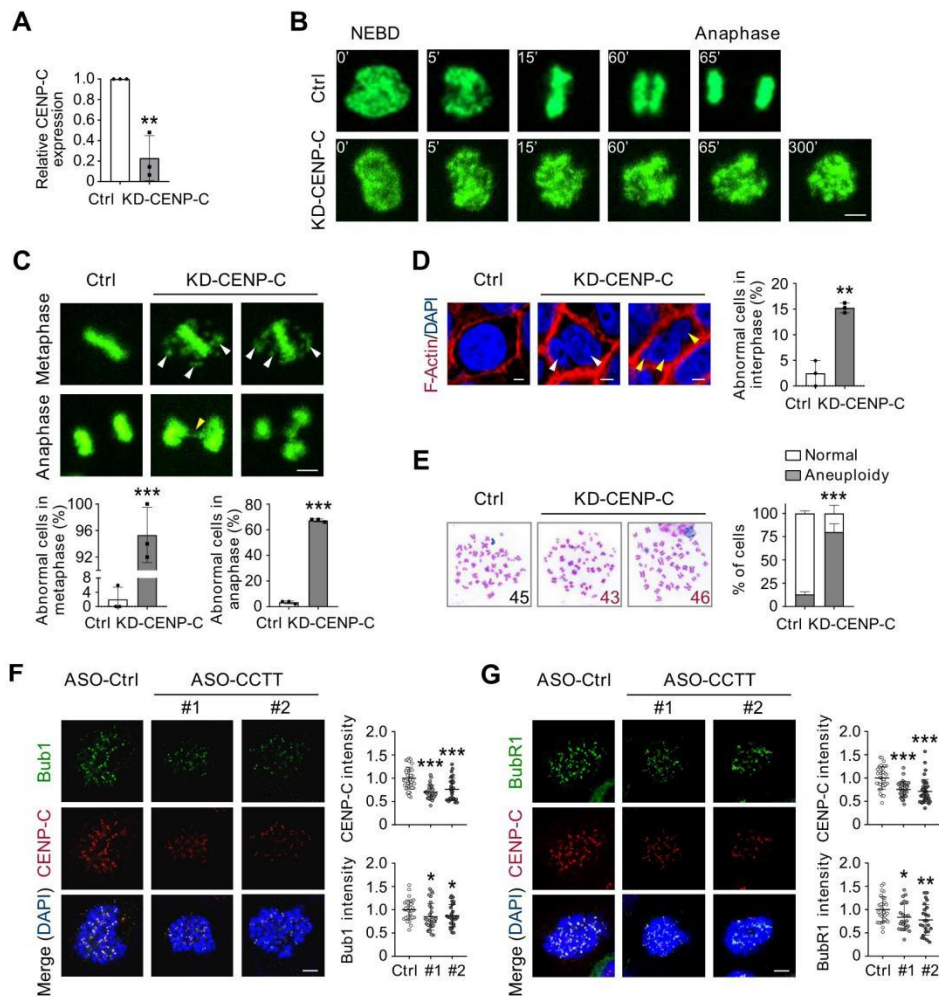 A
Relative CENP-C
expression
1.0
0.8
0.6
0.4
0.2
0
**
Ctrl KD-CENP-C
B
NEBD
Anaphase
Ctrl
0'
5'
15'
60'
65'
KD-CENP-C
0'
5'
15'
60'
65'
300'
C
Ctrl
KD-CENP-C
Metaphase
Anaphase
Abnormal cells in
metaphase (%)
100
96
92
4
0
***
Ctrl KD-CENP-C
Abnormal cells in
anaphase (%)
80
60
40
20
0
***
Ctrl KD-CENP-C
D
Ctrl
KD-CENP-C
F-Actin/DAPI
Abnormal cells in
interphase (%)
20
15
10
5
0
**
Ctrl KD-CENP-C
E
Ctrl
KD-CENP-C
45
43
46
Normal
Aneuploidy
% of cells
100
75
50
25
0
***
Ctrl KD-CENP-C
F
ASO-Ctrl
ASO-CCTT
#1
#2
Bub1
CENP-C
Merge (DAPI)
CENP-C intensity
2.0
1.5
1.0
0.5
0
***
***
Bub1 intensity
2.0
1.5
1.0
0.5
0
*
*
Ctrl #1 #2
G
ASO-Ctrl
ASO-CCTT
#1
#2
BubR1
CENP-C
Merge (DAPI)
CENP-C intensity
2.0
1.5
1.0
0.5
0
***
***
BubR1 intensity
2.0
1.5
1.0
0.5
0
*
**
Ctrl #1 #2